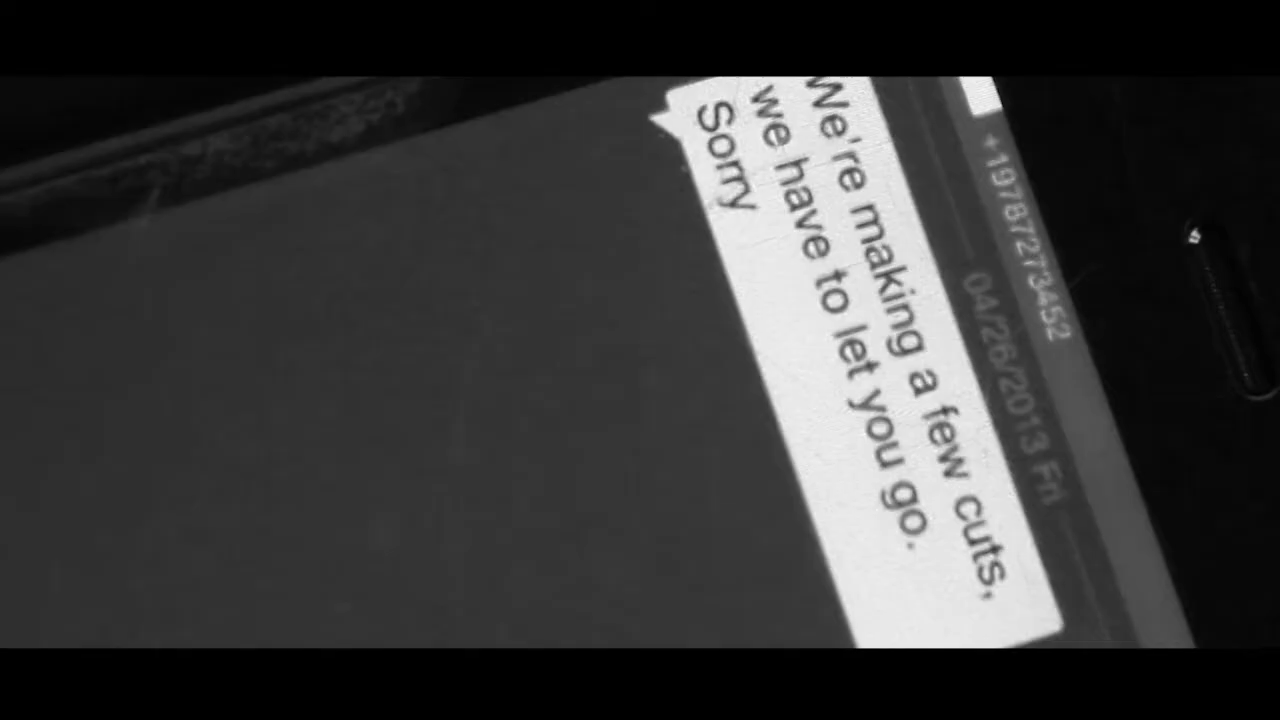 +19787273452
04/26/2013 Fri
We're making a few cuts,
we have to let you go.
Sorry